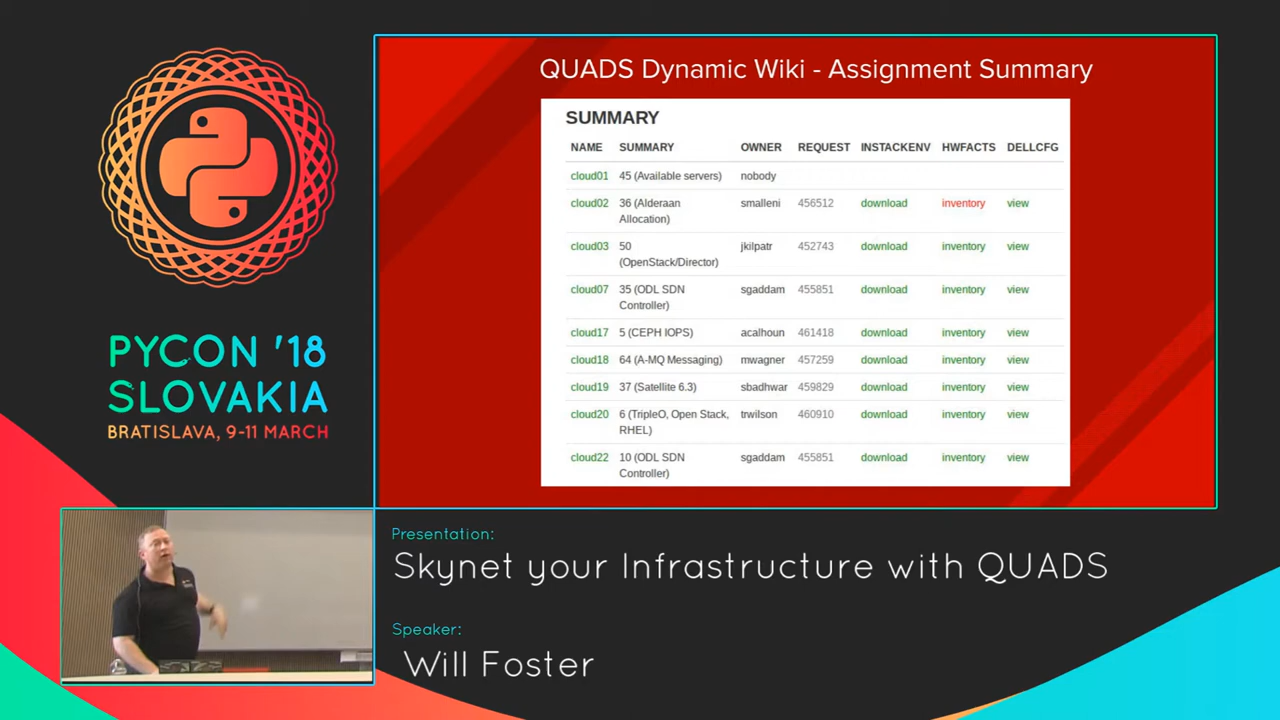 PYCON '18
SLOVAKIA
BRATISLAVA, 9-11 MARCH
QUADS Dynamic Wiki - Assignment Summary
SUMMARY
NAME SUMMARY OWNER REQUEST INSTACKENV HWFACTS DELLCFG
cloud01 45 (Available servers) nobody
cloud02 36 (Alderaan smalleni 456512 download inventory view
Allocation)
cloud03 50 jkilpatr 452743 download inventory view
(OpenStack/Director)
cloud07 35 (ODL SDN sgaddam 455851 download inventory view
Controller)
cloud17 5 (CEPH IOPS) acalhoun 461418 download inventory view
cloud18 64 (A-MQ Messaging) mwagner 457259 download inventory view
cloud19 37 (Satellite 6.3) sbadhwar 459829 download inventory view
cloud20 6 (TripleO, Open Stack, trwilson 460910 download inventory view
RHEL)
cloud22 10 (ODL SDN sgaddam 455851 download inventory view
Controller)
Presentation:
Skynet your Infrastructure with QUADS
Speaker:
Will Foster